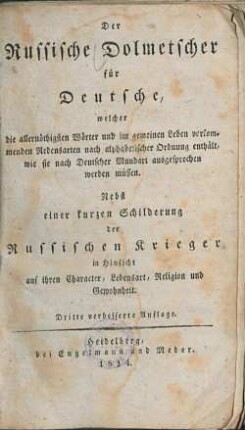 Der
Russische Dolmetscher
für
Deutsche,
welcher
die allernöthigsten Wörter und im gemeinen Leben vorkom-
menden Redensarten nach alphabetischer Ordnung enthält,
wie sie nach Deutscher Mundart ausgesprochen
werden müssen.
Nebst
einer kurzen Schilderung
der
Russischen Krieger
in Hinsicht
auf ihren Character, Lebensart, Religion und
Gewohnheit.
Dritte verbesserte Auflage.
Heidelberg,
bei Engelmann und Meder.
1814.